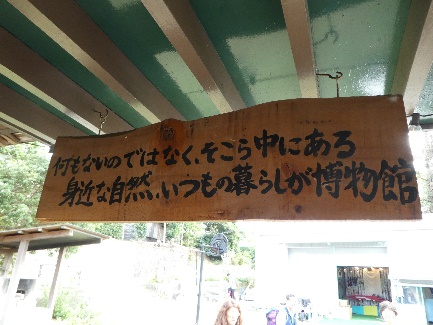 何もないのではなく、そこら中にある
身近な自然、いつもの暮らしが博物館